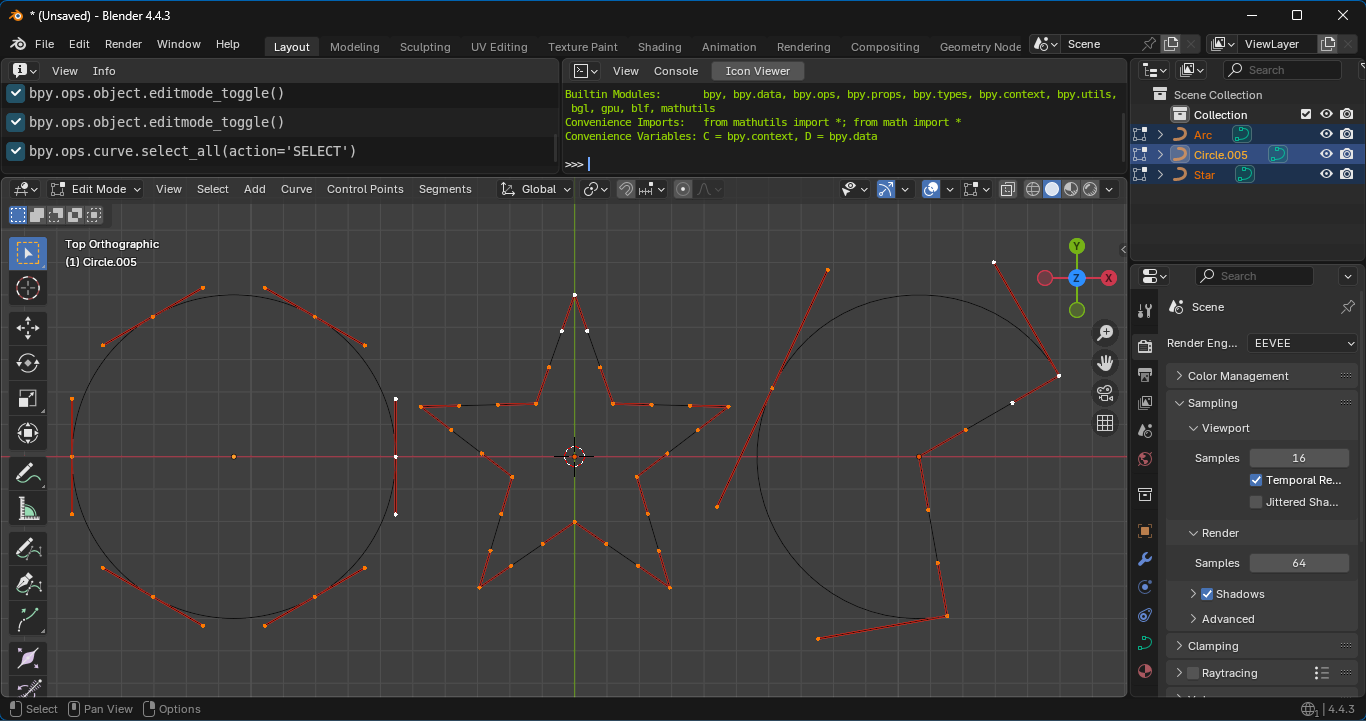 * (Unsaved) - Blender 4.4.3
File Edit Render Window Help Layout Modeling Sculpting UV Editing Texture Paint Shading Animation Rendering Compositing Geometry Node Scene ViewLayer
View Info
View Console Icon Viewer
Search
bpy.ops.object.editmode_toggle()
bpy.ops.object.editmode_toggle()
bpy.ops.curve.select_all(action='SELECT')
Builtin Modules: bpy, bpy.data, bpy.ops, bpy.props, bpy.types, bpy.context, bpy.utils,
bgl, gpu, blf, mathutils
Convenience Imports: from mathutils import *; from math import *
Convenience Variables: C = bpy.context, D = bpy.data
>>>
Scene Collection
Collection
Arc
Circle.005
Star
Edit Mode View Select Add Curve Control Points Segments Global
Top Orthographic
(1) Circle.005
Y
Z X
Search
Scene
Render Eng... EEVEE
Color Management
Sampling
Viewport
Samples 16
Temporal Re...
Jittered Sha...
Render
Samples 64
Shadows
Advanced
Clamping
Raytracing
Select Pan View Options
1 4.4.3